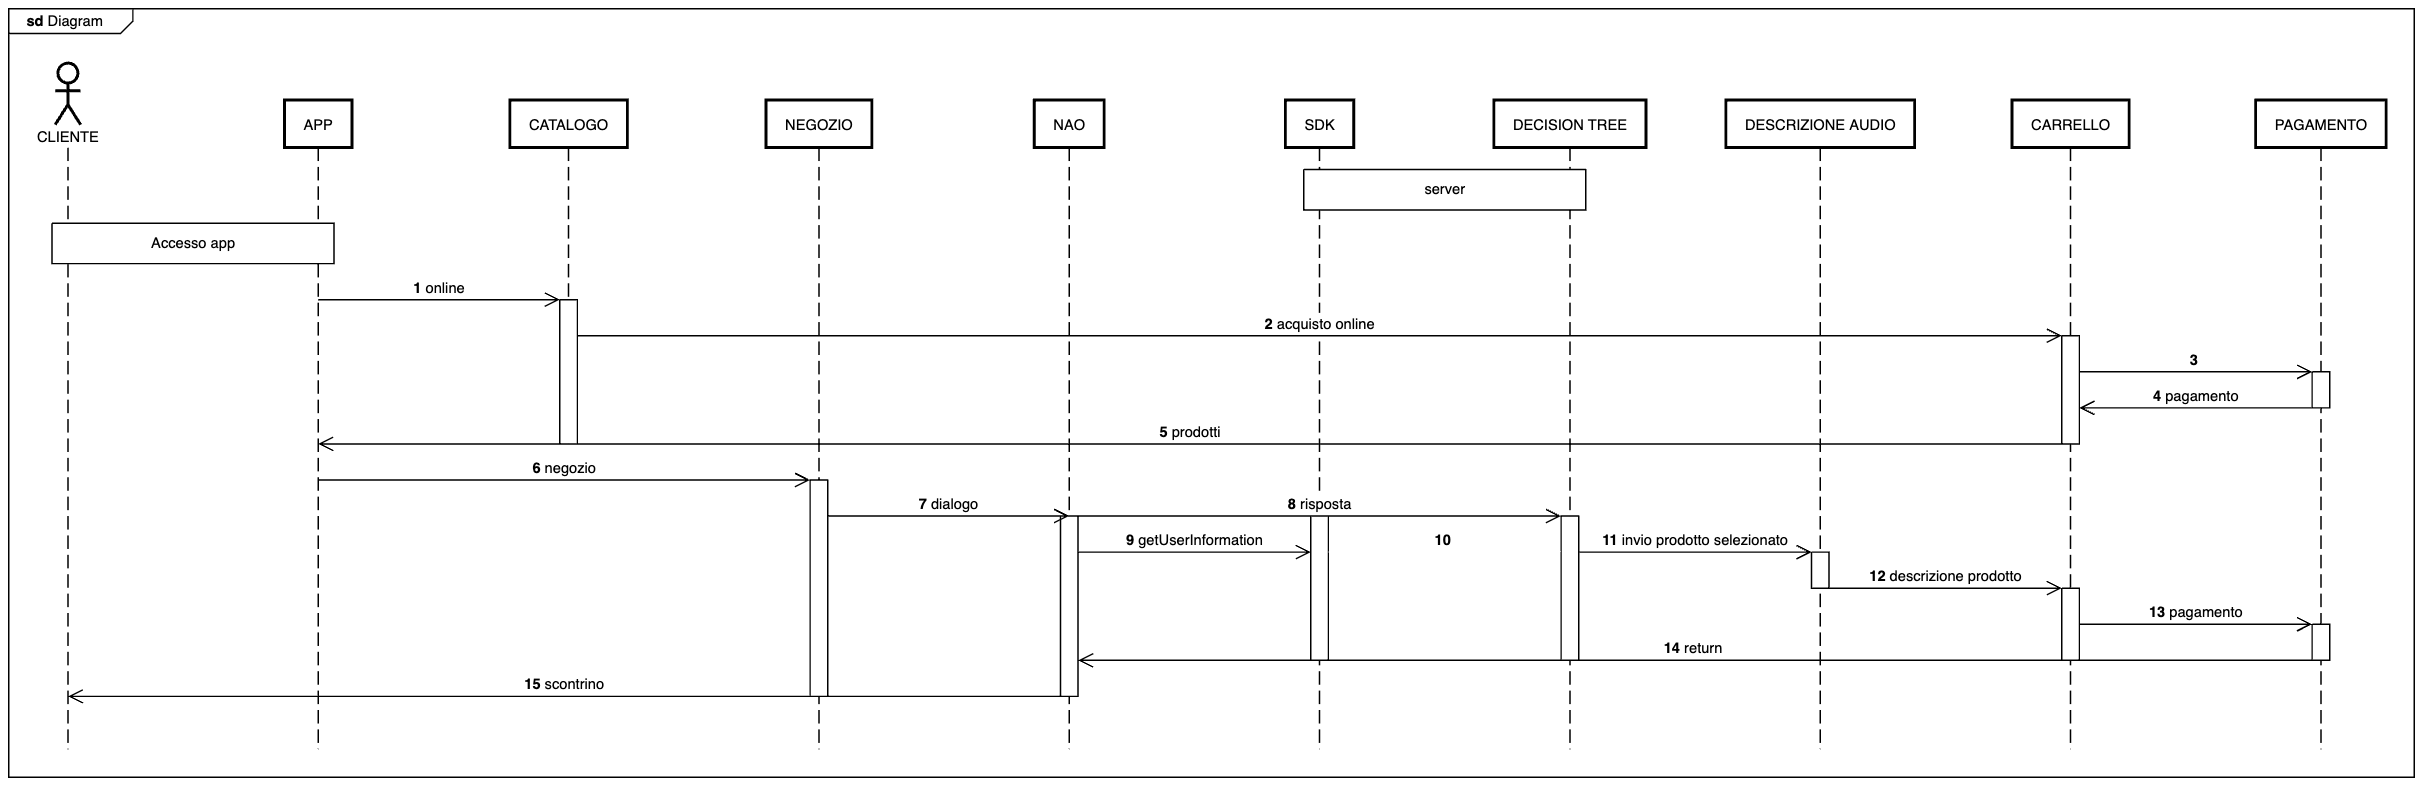 sd Diagram
CLIENTE
APP
CATALOGO
NEGOZIO
NAO
SDK
DECISION TREE
DESCRIZIONE AUDIO
CARRELLO
PAGAMENTO
server
Accesso app
1 online
2 acquisto online
3
4 pagamento
5 prodotti
6 negozio
7 dialogo
8 risposta
9 getUserInformation
10
11 invio prodotto selezionato
12 descrizione prodotto
13 pagamento
14 return
15 scontrino